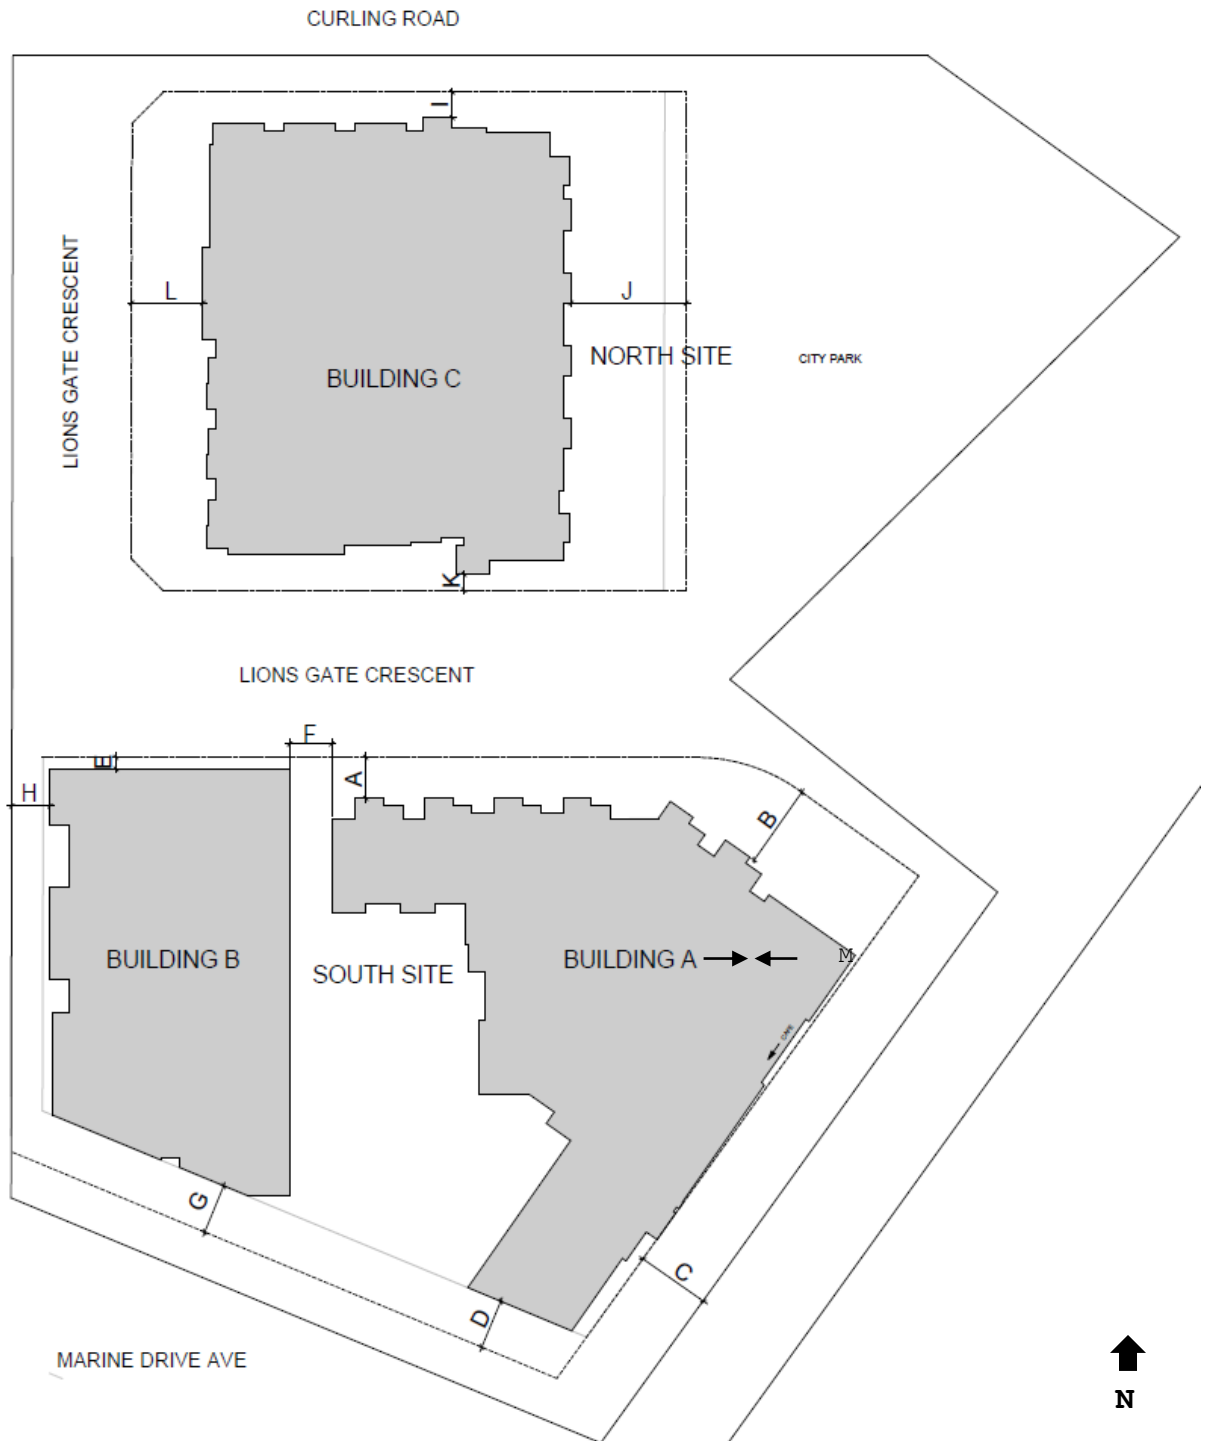 CURLING ROAD
I
LIONS GATE CRESCENT
L
J
NORTH SITE
CITY PARK
BUILDING C
K
LIONS GATE CRESCENT
F
E
A
H
B
BUILDING B
SOUTH SITE
BUILDING A
M
CAFE
G
C
D
MARINE DRIVE AVE
N